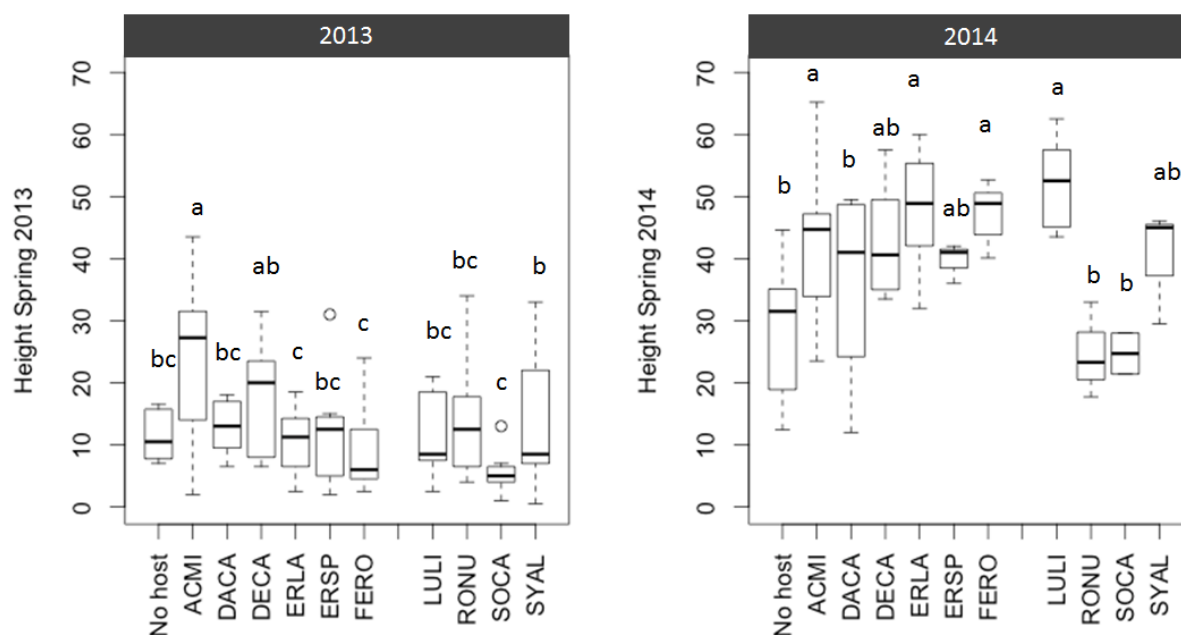 2013
Height Spring 2013
70
60
50
40
30
20
10
0
a
ab
bc
b
c
bc
bc
bc
c
bc
c
No host
ACMI
DACA
DECA
ERLA
ERSP
FERO
LULI
RONU
SOCA
SYAL
2014
Height Spring 2014
70
60
50
40
30
20
10
0
a
a
a
ab
a
b
b
ab
ab
b
b
No host
ACMI
DACA
DECA
ERLA
ERSP
FERO
LULI
RONU
SOCA
SYAL